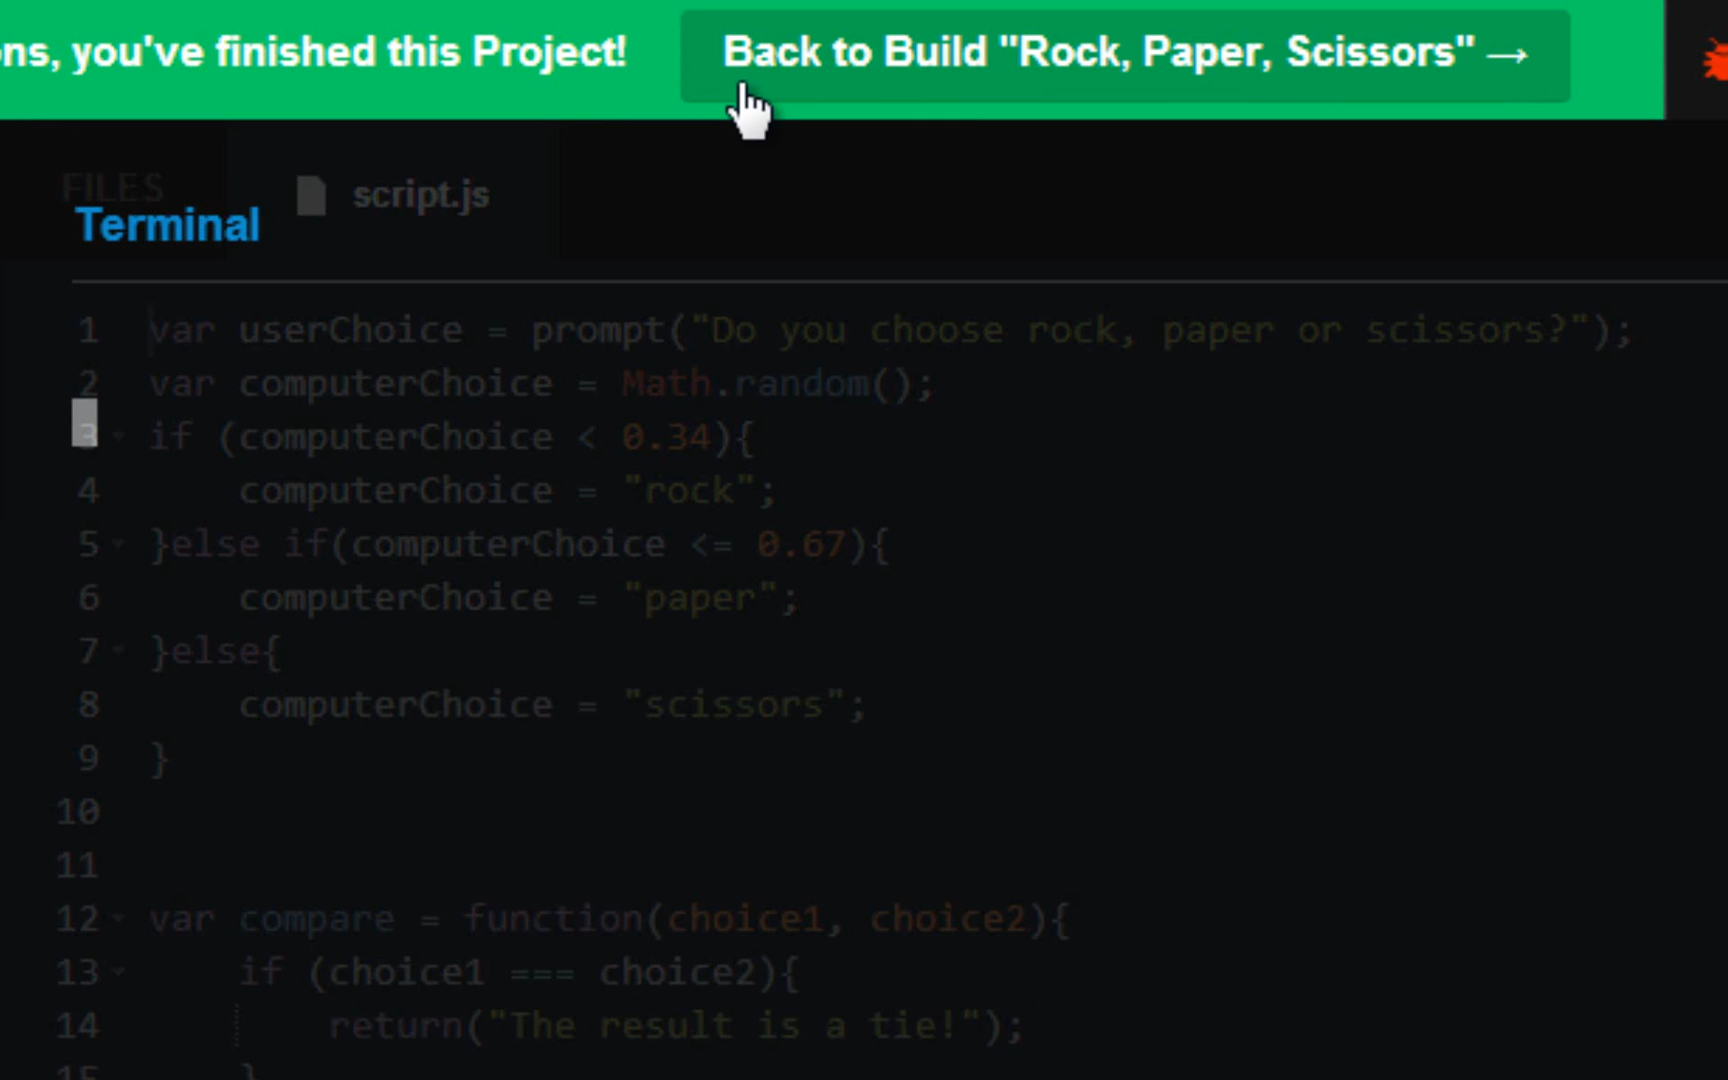 ns, you've finished this Project!
Back to Build "Rock, Paper, Scissors" →
FILES
script.js
Terminal
1 var userChoice = prompt("Do you choose rock, paper or scissors?");
2 var computerChoice = Math.random();
3 if (computerChoice < 0.34){
4     computerChoice = "rock";
5 }else if(computerChoice <= 0.67){
6     computerChoice = "paper";
7 }else{
8     computerChoice = "scissors";
9 }
10
11
12 var compare = function(choice1, choice2){
13     if (choice1 === choice2){
14         return("The result is a tie!");
15     }